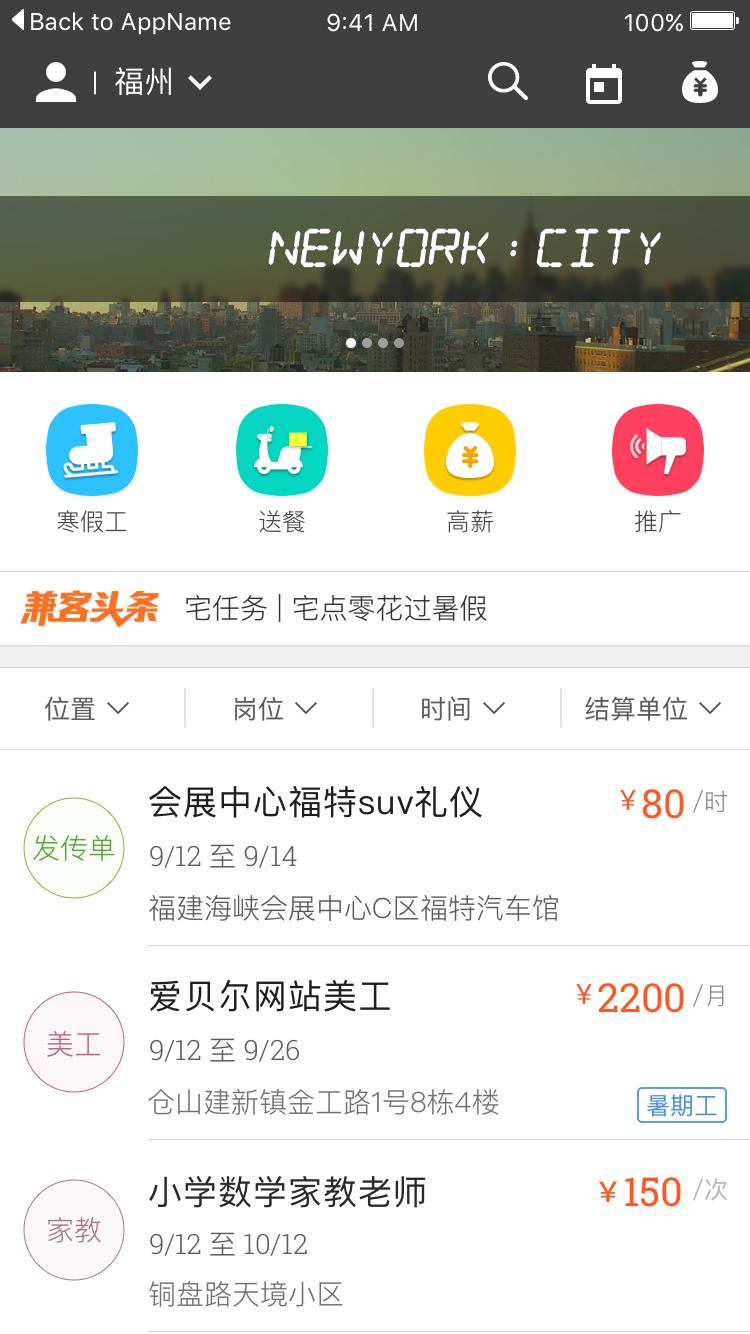 Back to AppName 9:41 AM 100%
福州
NEWYORK : CITY
寒假工 送餐 高薪 推广
兼客头条 宅任务 | 宅点零花过暑假
位置 岗位 时间 结算单位
发传单
会展中心福特suv礼仪 ¥80 /时
9/12 至 9/14
福建海峡会展中心C区福特汽车馆
美工
爱贝尔网站美工 ¥2200 /月
9/12 至 9/26
仓山建新镇金工路1号8栋4楼 暑期工
家教
小学数学家教老师 ¥150 /次
9/12 至 10/12
铜盘路天境小区